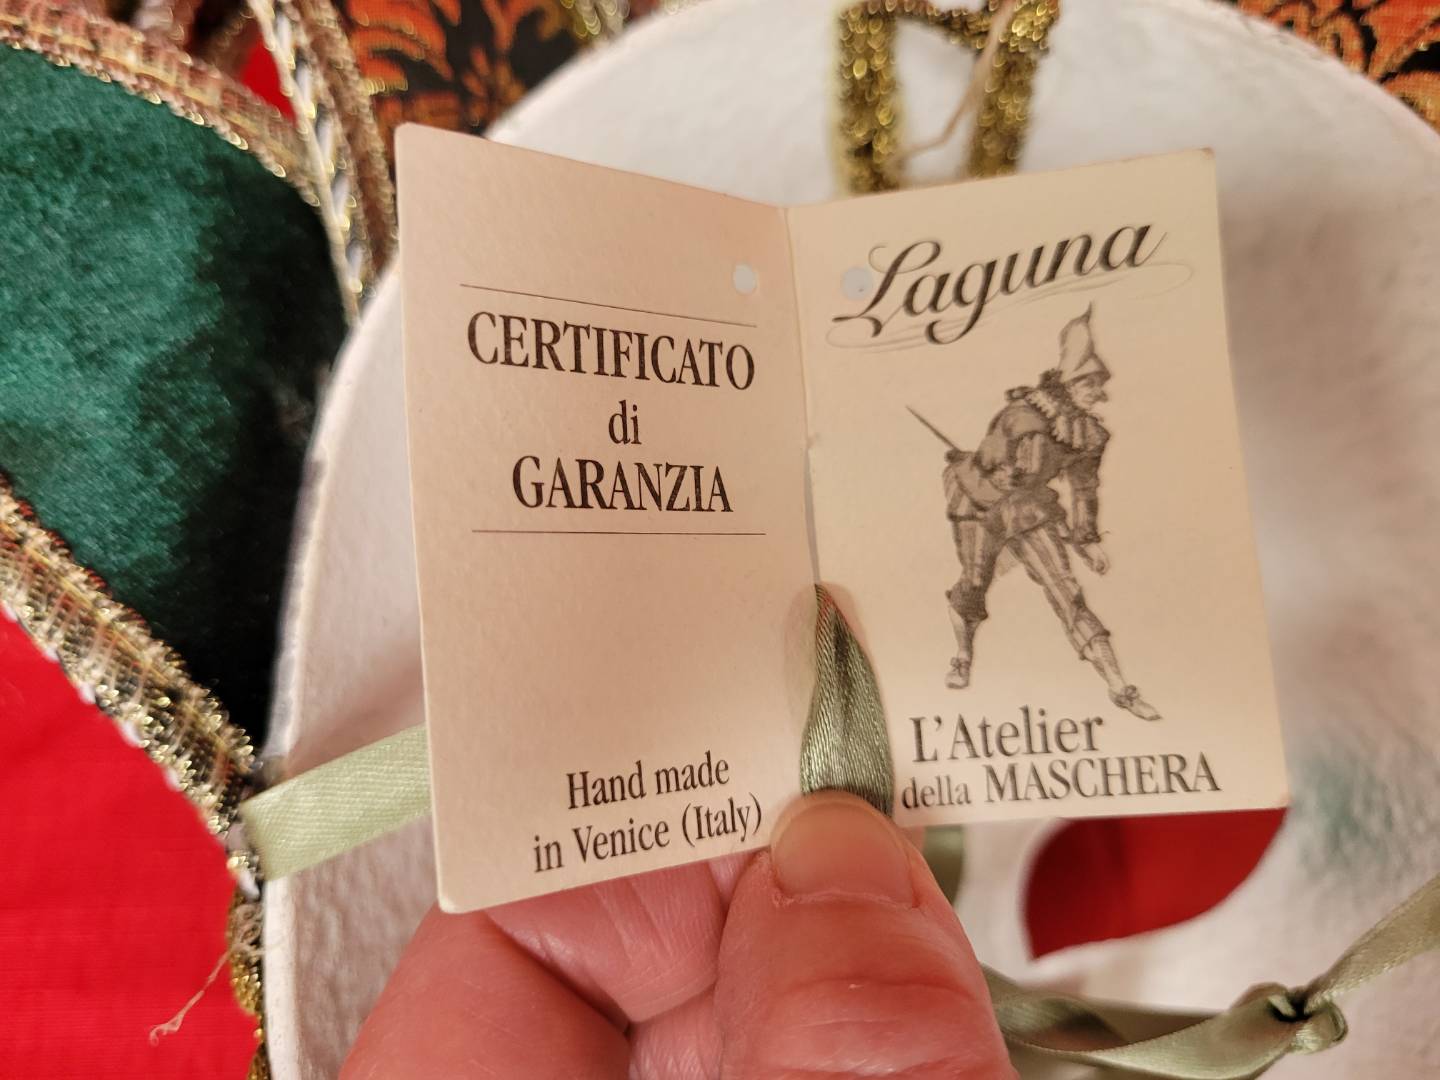 CERTIFICATO
di
GARANZIA
Hand made
in Venice (Italy)
Laguna
L'Atelier
della MASCHERA